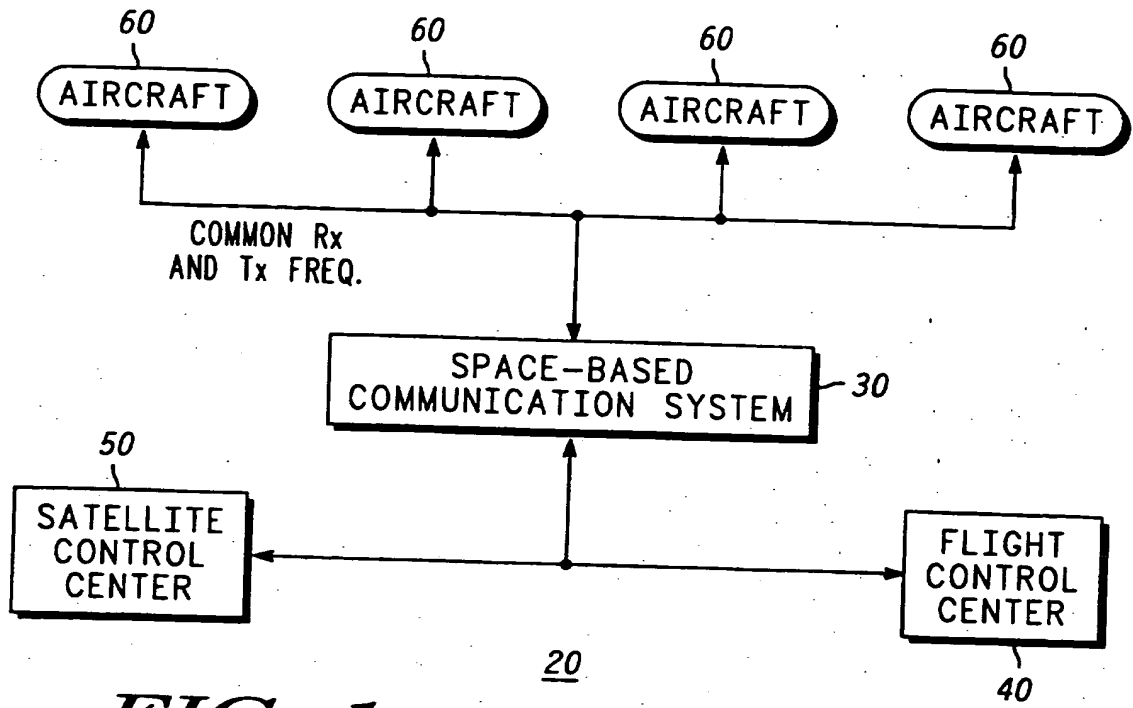 60
60
60
60
AIRCRAFT
AIRCRAFT
AIRCRAFT
AIRCRAFT
COMMON Rx
AND Tx FREQ.
SPACE-BASED
COMMUNICATION SYSTEM
30
50
SATELLITE
CONTROL
CENTER
FLIGHT
CONTROL
CENTER
20
40